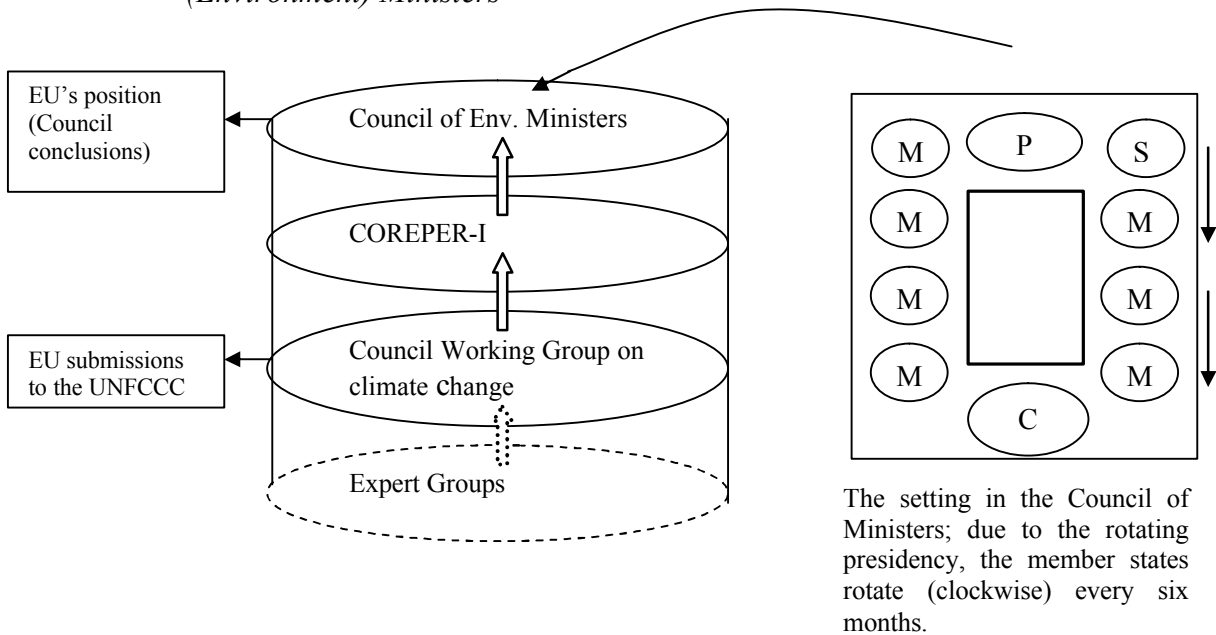 (Environment) Ministers
EU's position
(Council
conclusions)
Council of Env. Ministers
COREPER-I
EU submissions
to the UNFCCC
Council Working Group on
climate change
Expert Groups
M P S
M M
M M
M M
C
The setting in the Council of
Ministers; due to the rotating
presidency, the member states
rotate (clockwise) every six
months.